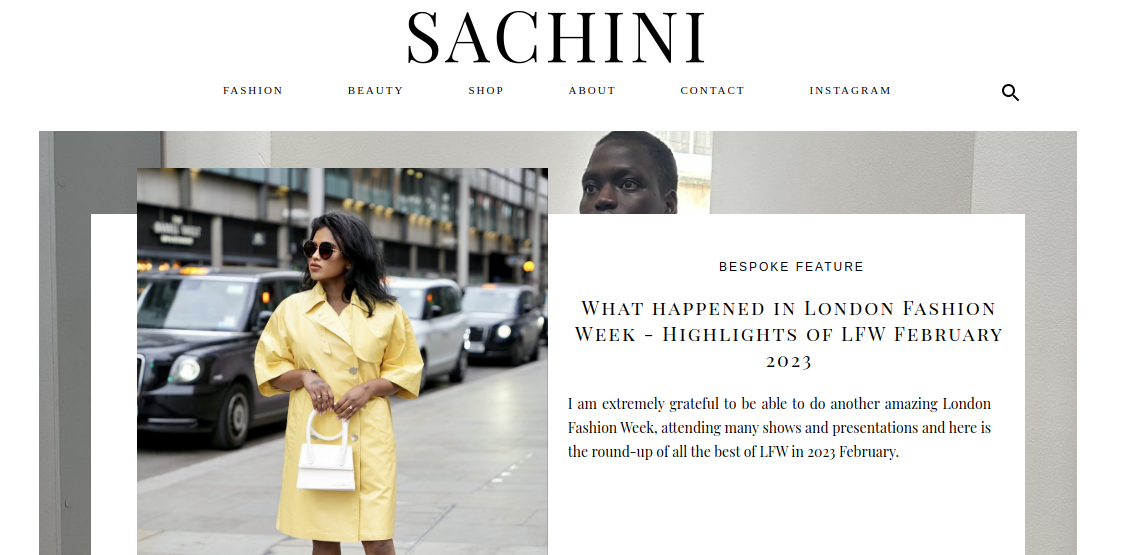 SACHINI
FASHION BEAUTY SHOP ABOUT CONTACT INSTAGRAM
BESPOKE FEATURE
What happened in London Fashion
Week - Highlights of LFW February
2023
I am extremely grateful to be able to do another amazing London
Fashion Week, attending many shows and presentations and here is
the round-up of all the best of LFW in 2023 February.